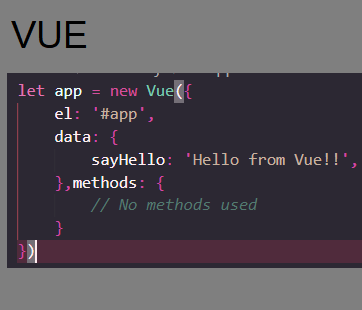 VUE
let app = new Vue({
el: '#app',
data: {
sayHello: 'Hello from Vue!!',
},methods: {
// No methods used
}
})